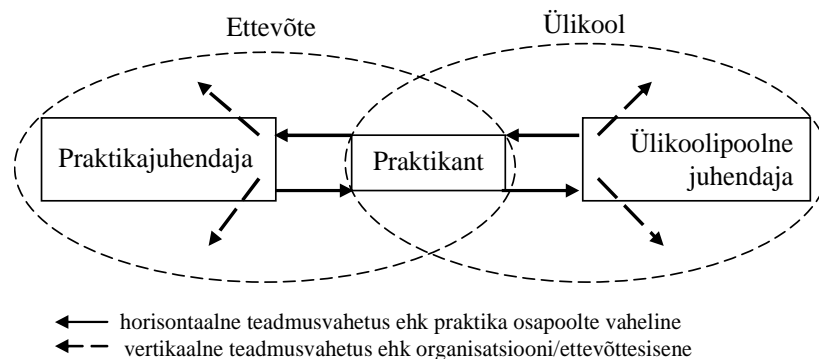 Ettevõte
Ülikool
Praktikajuhendaja
Praktikant
Ülikoolipoolne
juhendaja
horisontaalne teadmusvahetus ehk praktika osapoolte vaheline
vertikaalne teadmusvahetus ehk organisatsiooni/ettevõttesisene